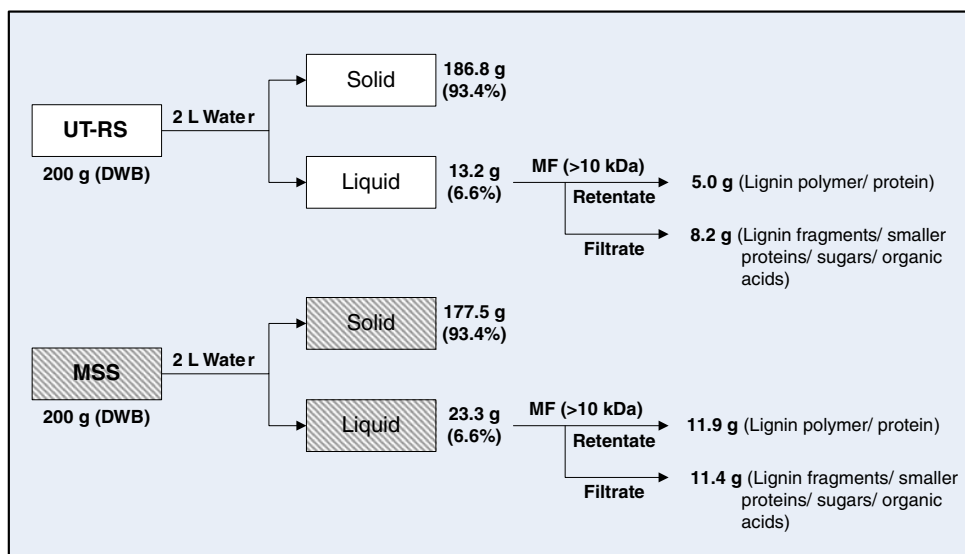 Solid
186.8 g
(93.4%)
UT-RS
2 L Water
200 g (DWB)
Liquid
13.2 g
(6.6%)
MF (>10 kDa)
Retentate
5.0 g (Lignin polymer/ protein)
Filtrate
8.2 g (Lignin fragments/ smaller
proteins/ sugars/ organic
acids)
Solid
177.5 g
(93.4%)
MSS
2 L Water
200 g (DWB)
Liquid
23.3 g
(6.6%)
MF (>10 kDa)
Retentate
11.9 g (Lignin polymer/ protein)
Filtrate
11.4 g (Lignin fragments/ smaller
proteins/ sugars/ organic
acids)